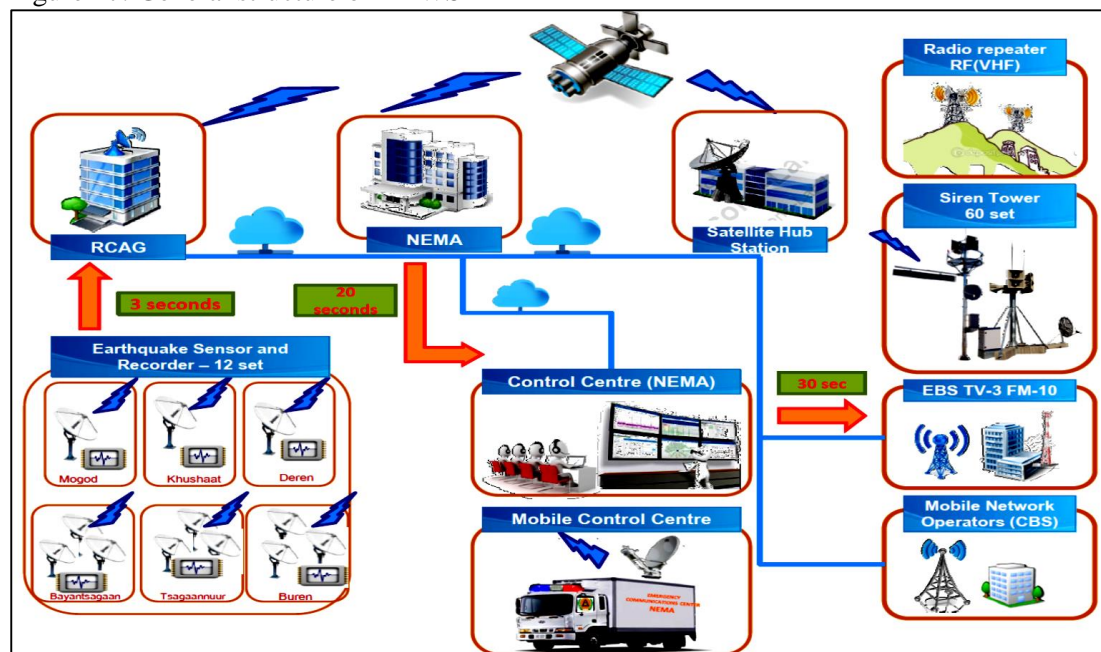 Radio repeater
RF(VHF)
RCAG
NEMA
Satellite Hub
Station
Siren Tower
60 set
3 seconds
20
seconds
Earthquake Sensor and
Recorder – 12 set
Mogod
Khushaat
Deren
Bayantsagaan
Tsagaannuur
Buren
Control Centre (NEMA)
30 sec
EBS TV-3 FM-10
Mobile Control Centre
EMERGENCY
COMMUNICATIONS CENTER
NEMA
Mobile Network
Operators (CBS)